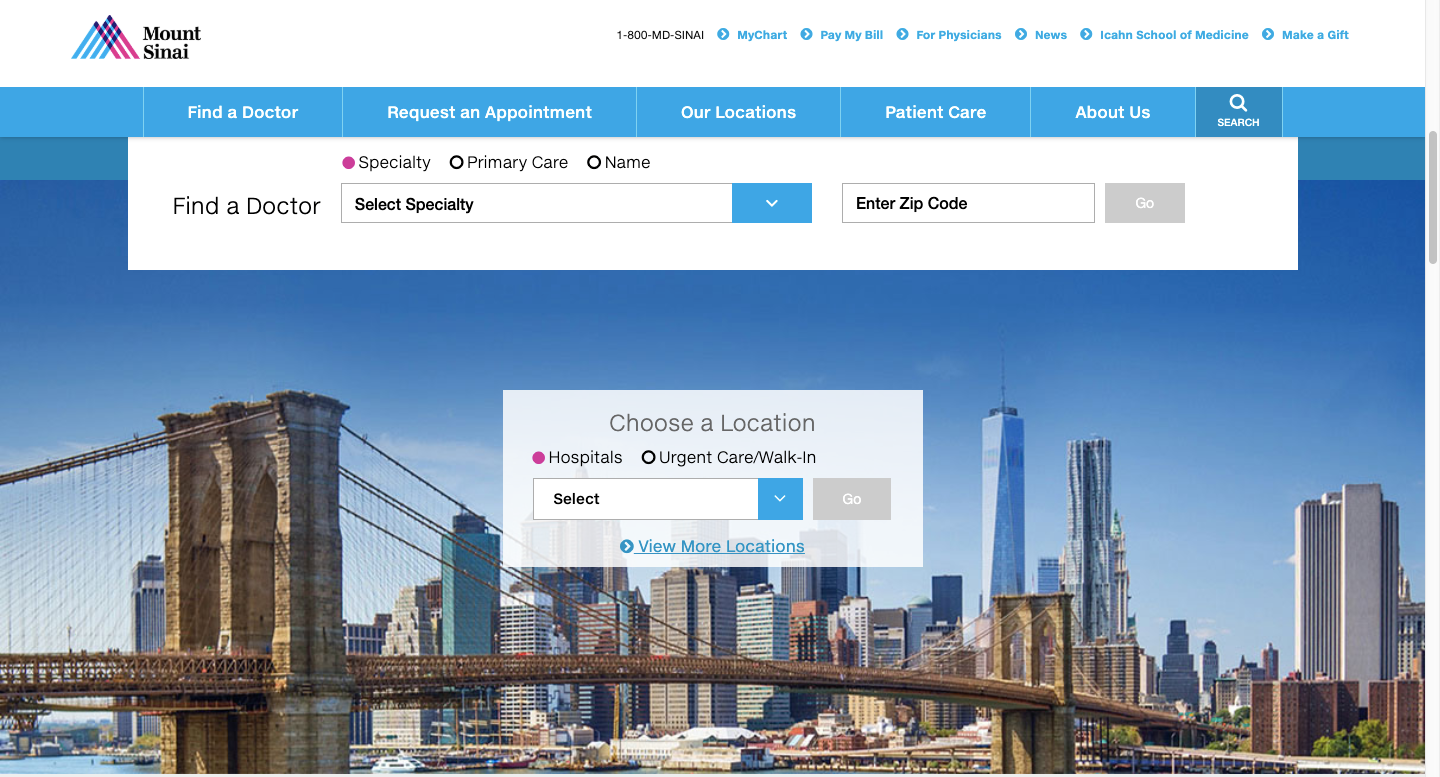 Mount
Sinai
1-800-MD-SINAI MyChart Pay My Bill For Physicians News Icahn School of Medicine Make a Gift
Find a Doctor Request an Appointment Our Locations Patient Care About Us SEARCH
Specialty Primary Care Name
Find a Doctor Select Specialty Enter Zip Code Go
Choose a Location
Hospitals Urgent Care/Walk-In
Select Go
View More Locations